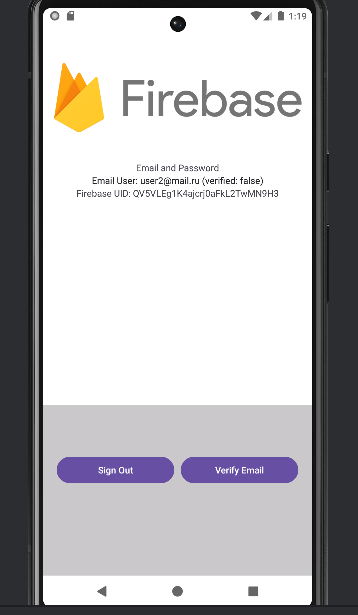 1:19
Firebase
Email and Password
Email User: user2@mail.ru (verified: false)
Firebase UID: QV5VLEg1K4ajcrj0aFkL2TwMN9H3
Sign Out
Verify Email